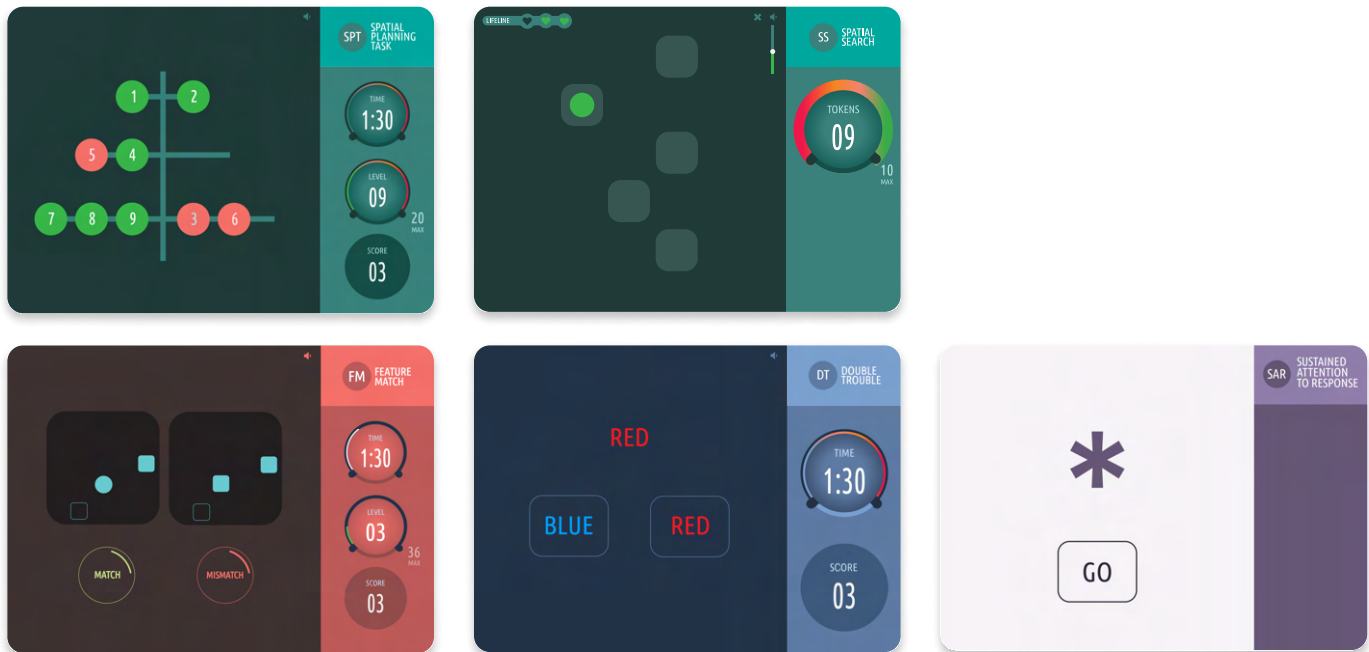 SPT
SPATIAL
PLANNING
TASK
1
2
5
4
7
8
9
3
6
TIME
1:30
LEVEL
09
20
MAX
SCORE
03
LIFELINE
SS
SPATIAL
SEARCH
TOKENS
09
10
MAX
FM
FEATURE
MATCH
TIME
1:30
LEVEL
03
36
MAX
SCORE
03
MATCH
MISMATCH
DT
DOUBLE
TROUBLE
RED
BLUE
RED
TIME
1:30
SCORE
03
SAR
SUSTAINED
ATTENTION
TO RESPONSE
*
GO